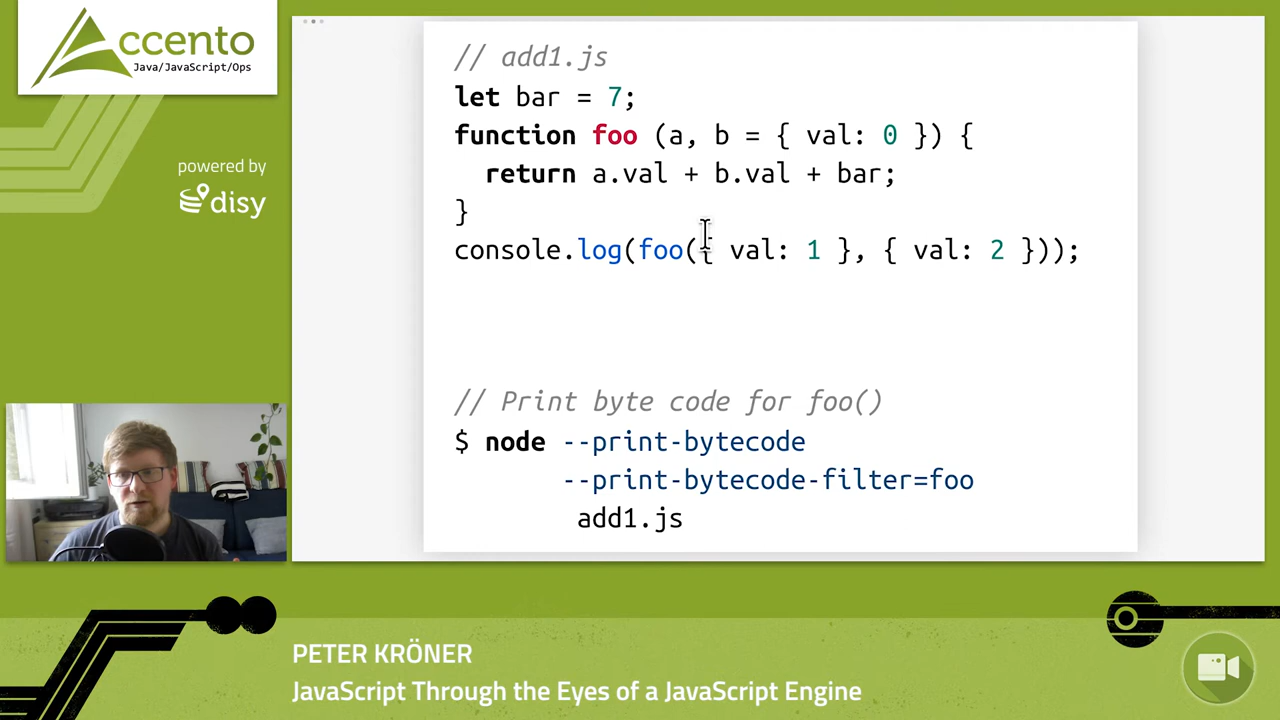 Accento
Java/JavaScript/Ops
powered by
disy
// add1.js
let bar = 7;
function foo (a, b = { val: 0 }) {
  return a.val + b.val + bar;
}
console.log(foo({ val: 1 }, { val: 2 }));
// Print byte code for foo()
$ node --print-bytecode
--print-bytecode-filter=foo
add1.js
PETER KRÖNER
JavaScript Through the Eyes of a JavaScript Engine